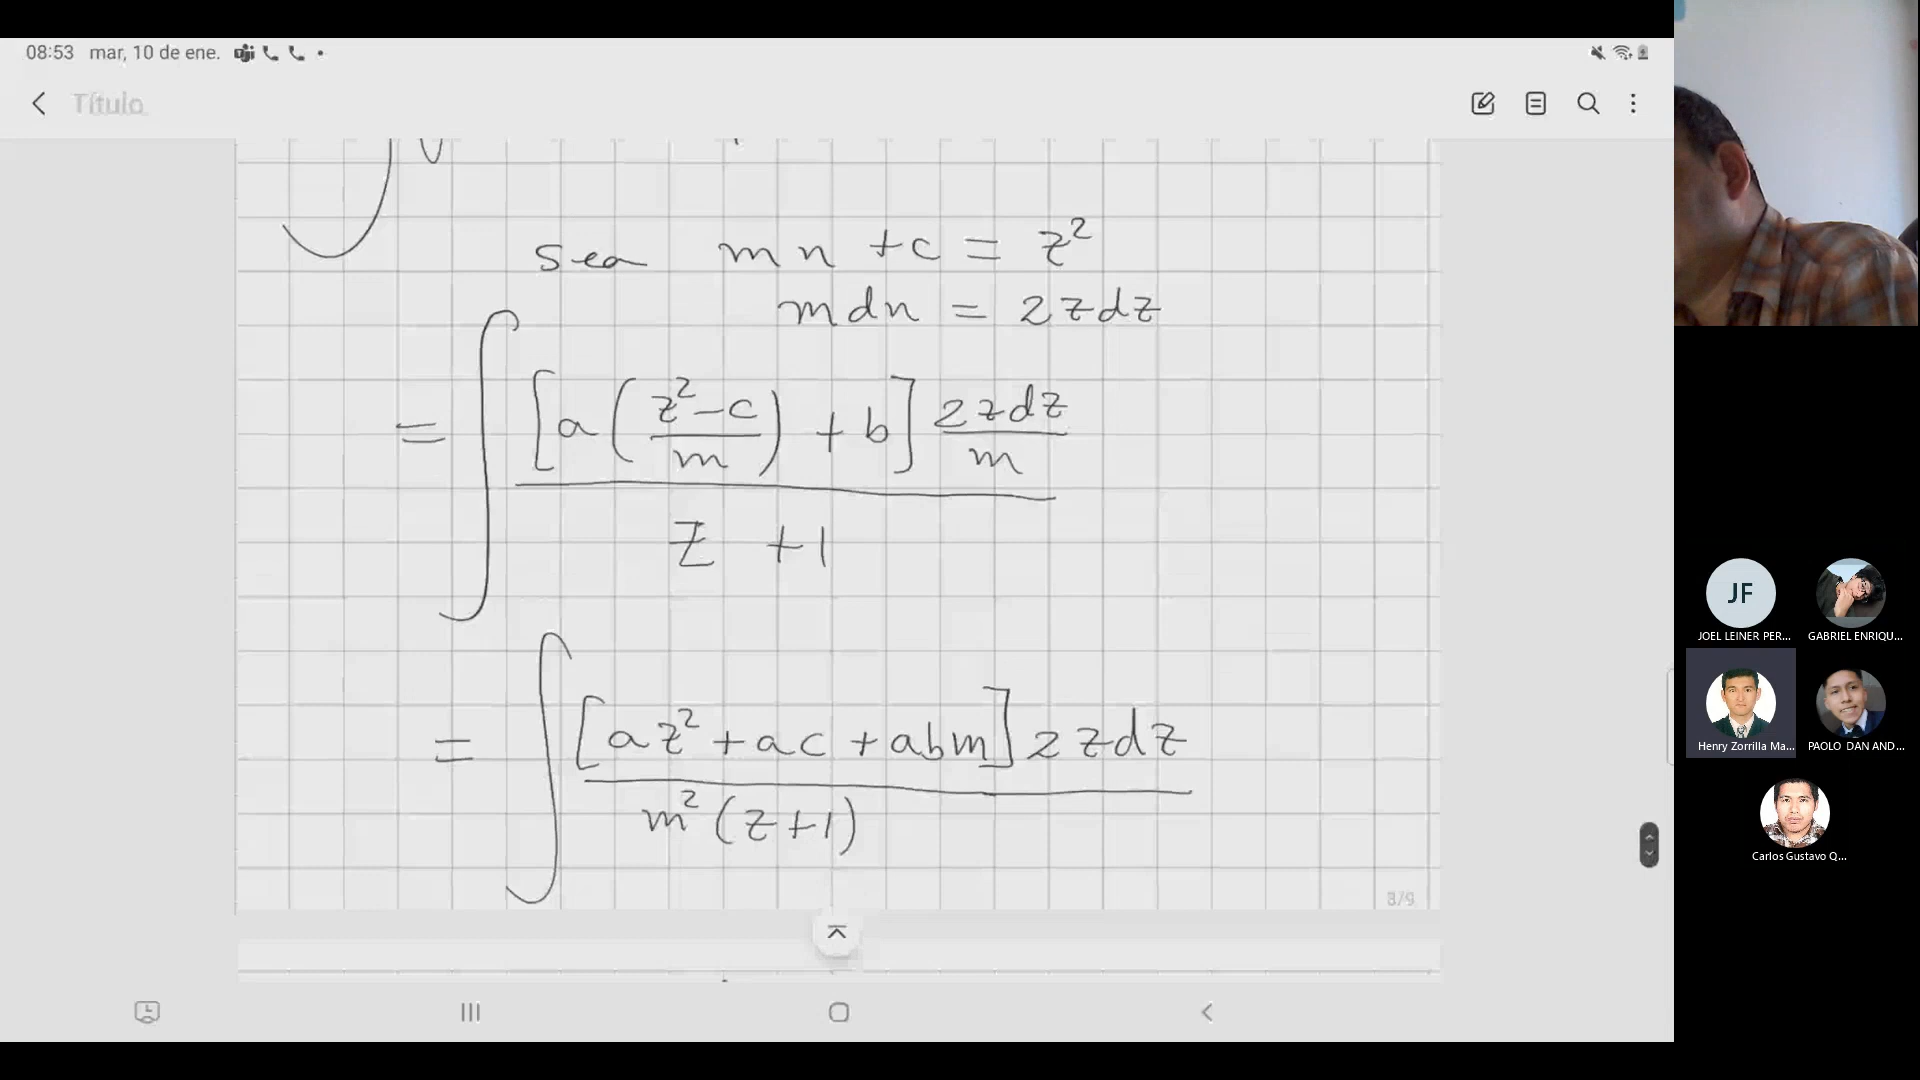 08:53 mar, 10 de ene.
Título
sea mn + c = z²
mdn = 2zdz
= ∫ [a((z²-c)/m) + b] (2zdz)/m / (z + 1)
= ∫ [az² + ac + abm] 2zdz / m²(z+1)
8/9
JF
JOEL LEINER PER...
GABRIEL ENRIQU...
Henry Zorrilla Ma...
PAOLO DAN AND...
Carlos Gustavo Q...